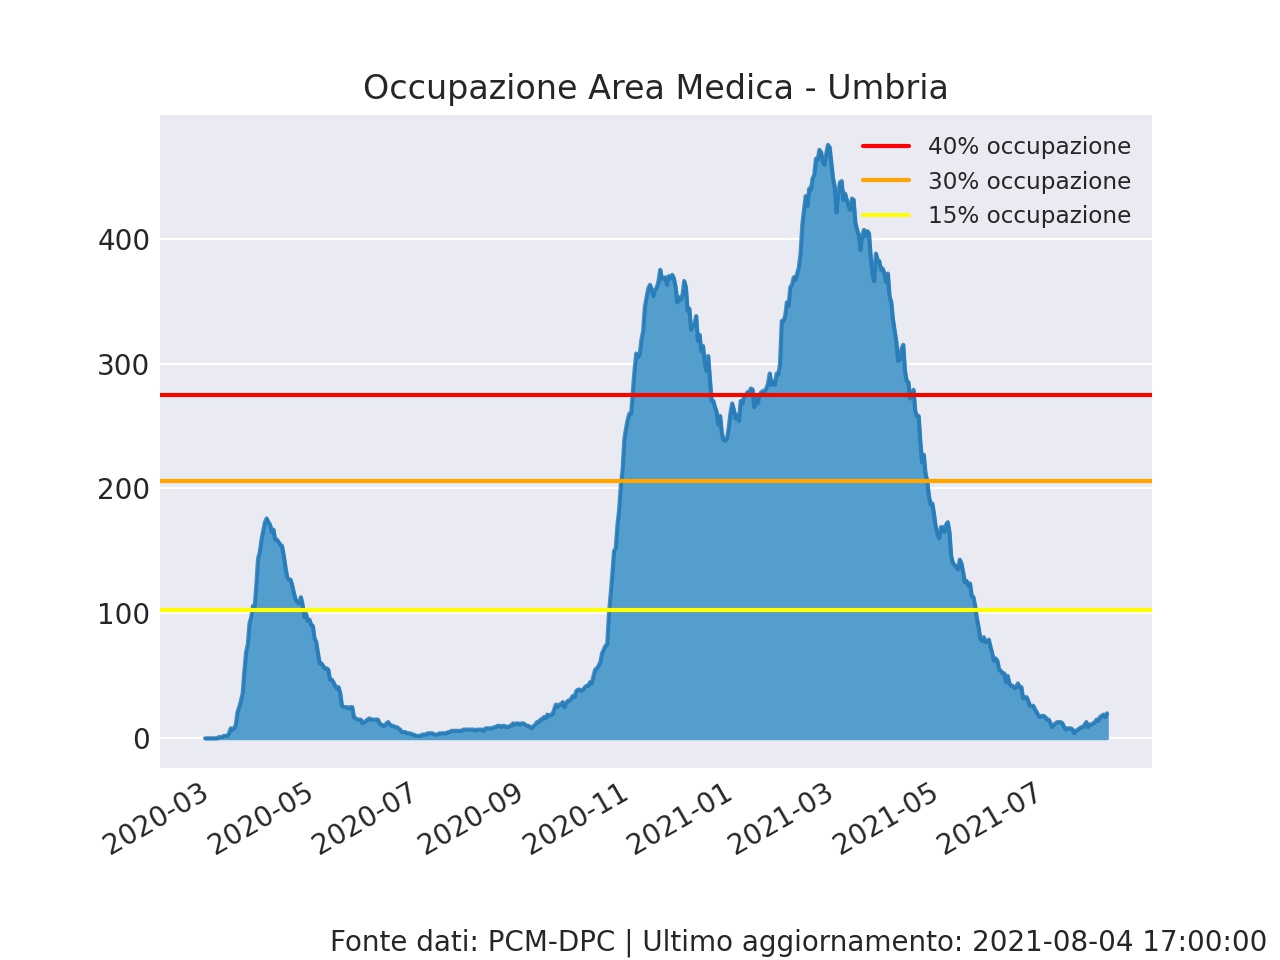 Occupazione Area Medica - Umbria
40% occupazione
30% occupazione
15% occupazione
400
300
200
100
0
2020-03
2020-05
2020-07
2020-09
2020-11
2021-01
2021-03
2021-05
2021-07
Fonte dati: PCM-DPC | Ultimo aggiornamento: 2021-08-04 17:00:00